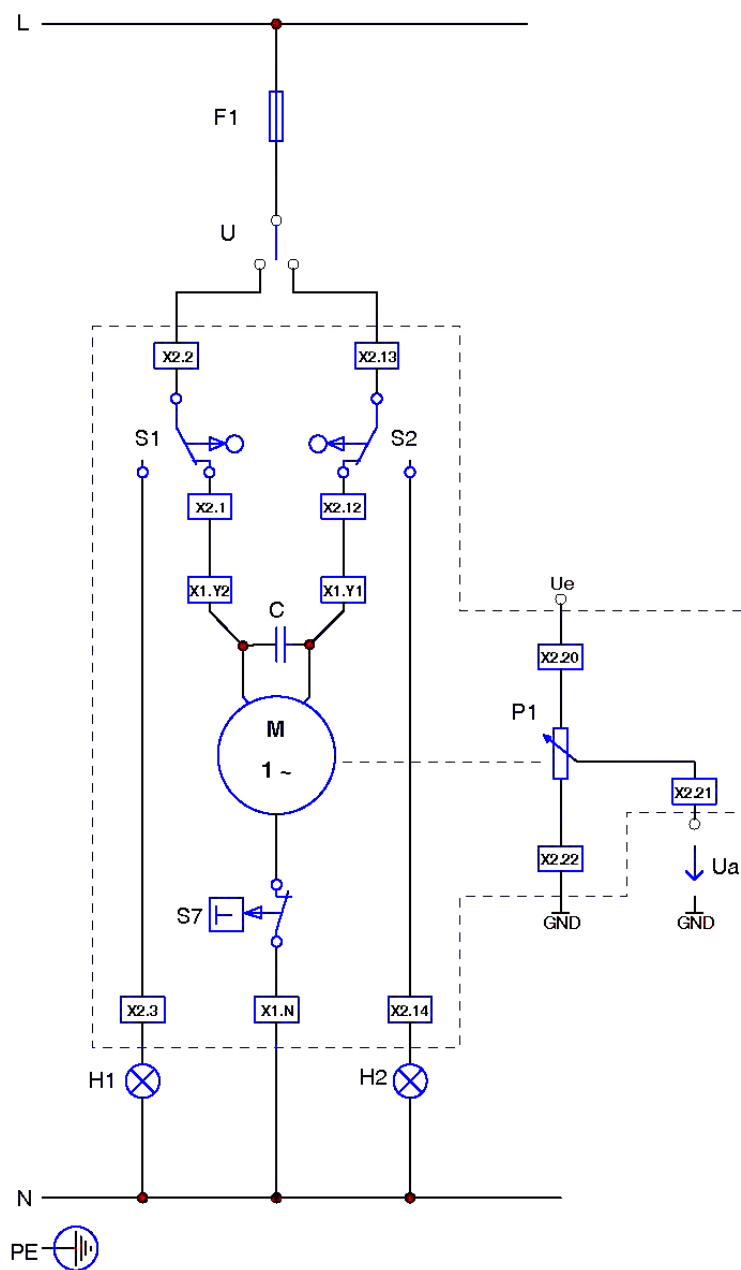 L
F1
U
X2.2
X2.13
S1
S2
X2.1
X2.12
X1.Y2
X1.Y1
C
Ue
X2.20
M
1 ~
P1
X2.21
X2.22
Ua
S7
GND
GND
X2.3
X1.N
X2.14
H1
H2
N
PE